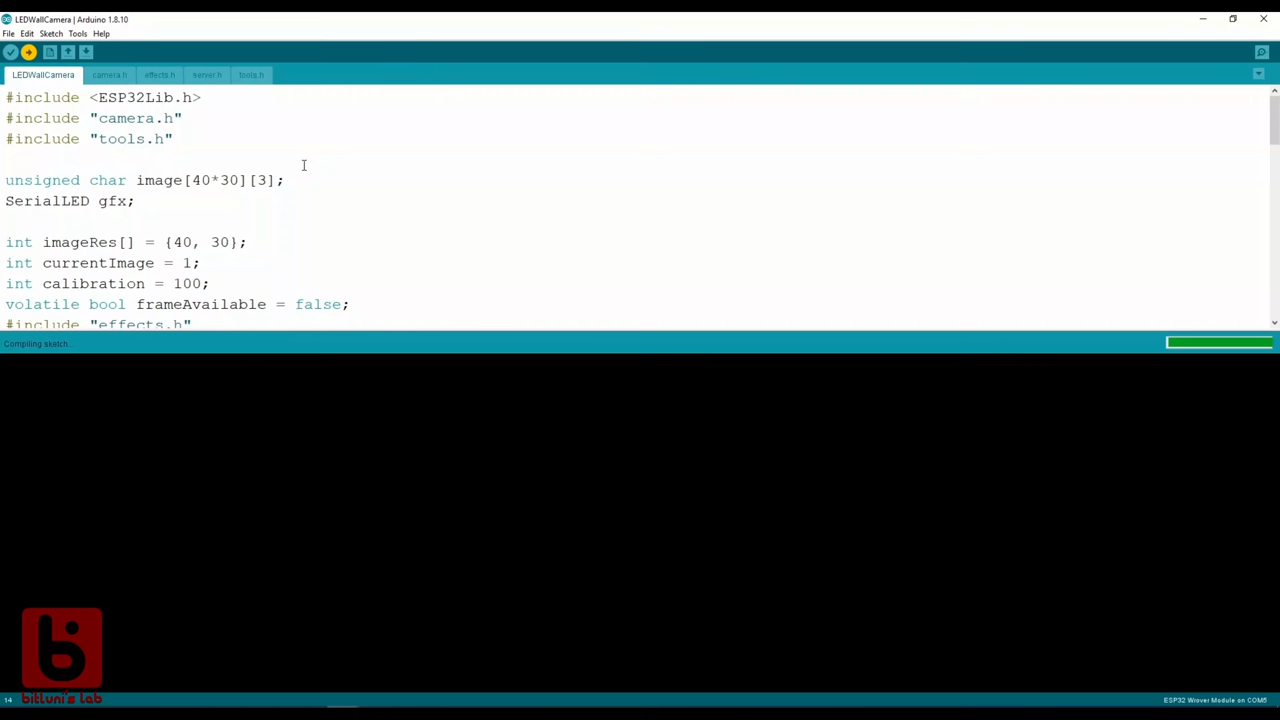 LEDWallCamera | Arduino 1.8.10
File Edit Sketch Tools Help
LEDWallCamera camera.h effects.h server.h tools.h
#include <ESP32Lib.h>
#include "camera.h"
#include "tools.h"
unsigned char image[40*30][3];
SerialLED gfx;
int imageRes[] = {40, 30};
int currentImage = 1;
int calibration = 100;
volatile bool frameAvailable = false;
#include "effects.h"
Compiling sketch...
bitluni's lab
14 ESP32 Wrover Module on COM5